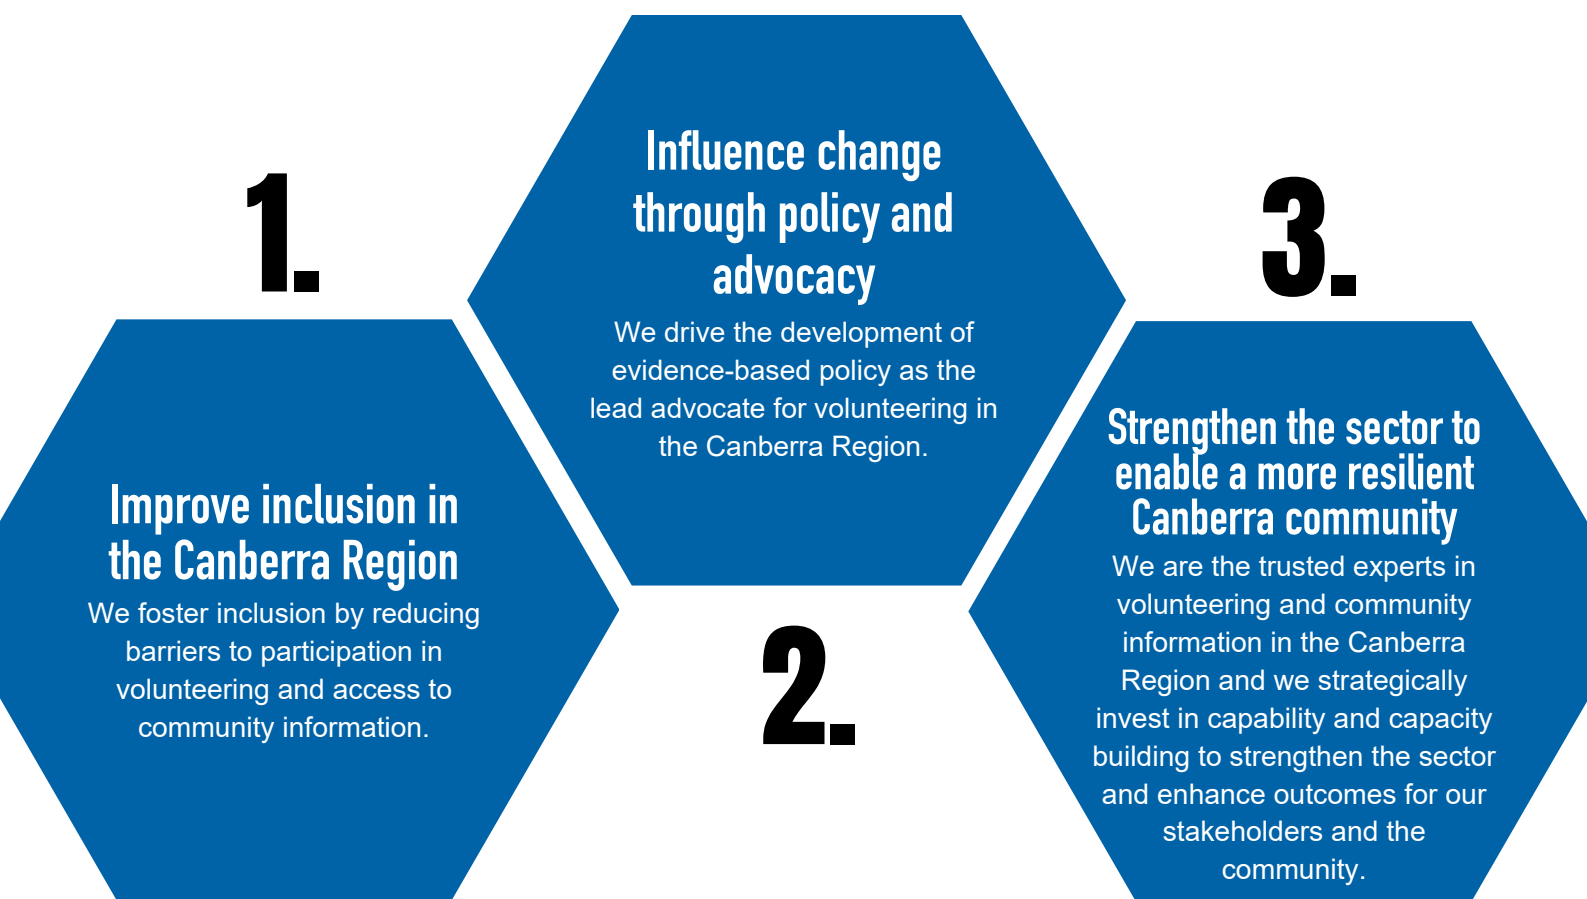 1.
Improve inclusion in
the Canberra Region
We foster inclusion by reducing
barriers to participation in
volunteering and access to
community information.
Influence change
through policy and
advocacy
We drive the development of
evidence-based policy as the
lead advocate for volunteering in
the Canberra Region.
2.
3.
Strengthen the sector to
enable a more resilient
Canberra community
We are the trusted experts in
volunteering and community
information in the Canberra
Region and we strategically
invest in capability and capacity
building to strengthen the sector
and enhance outcomes for our
stakeholders and the
community.